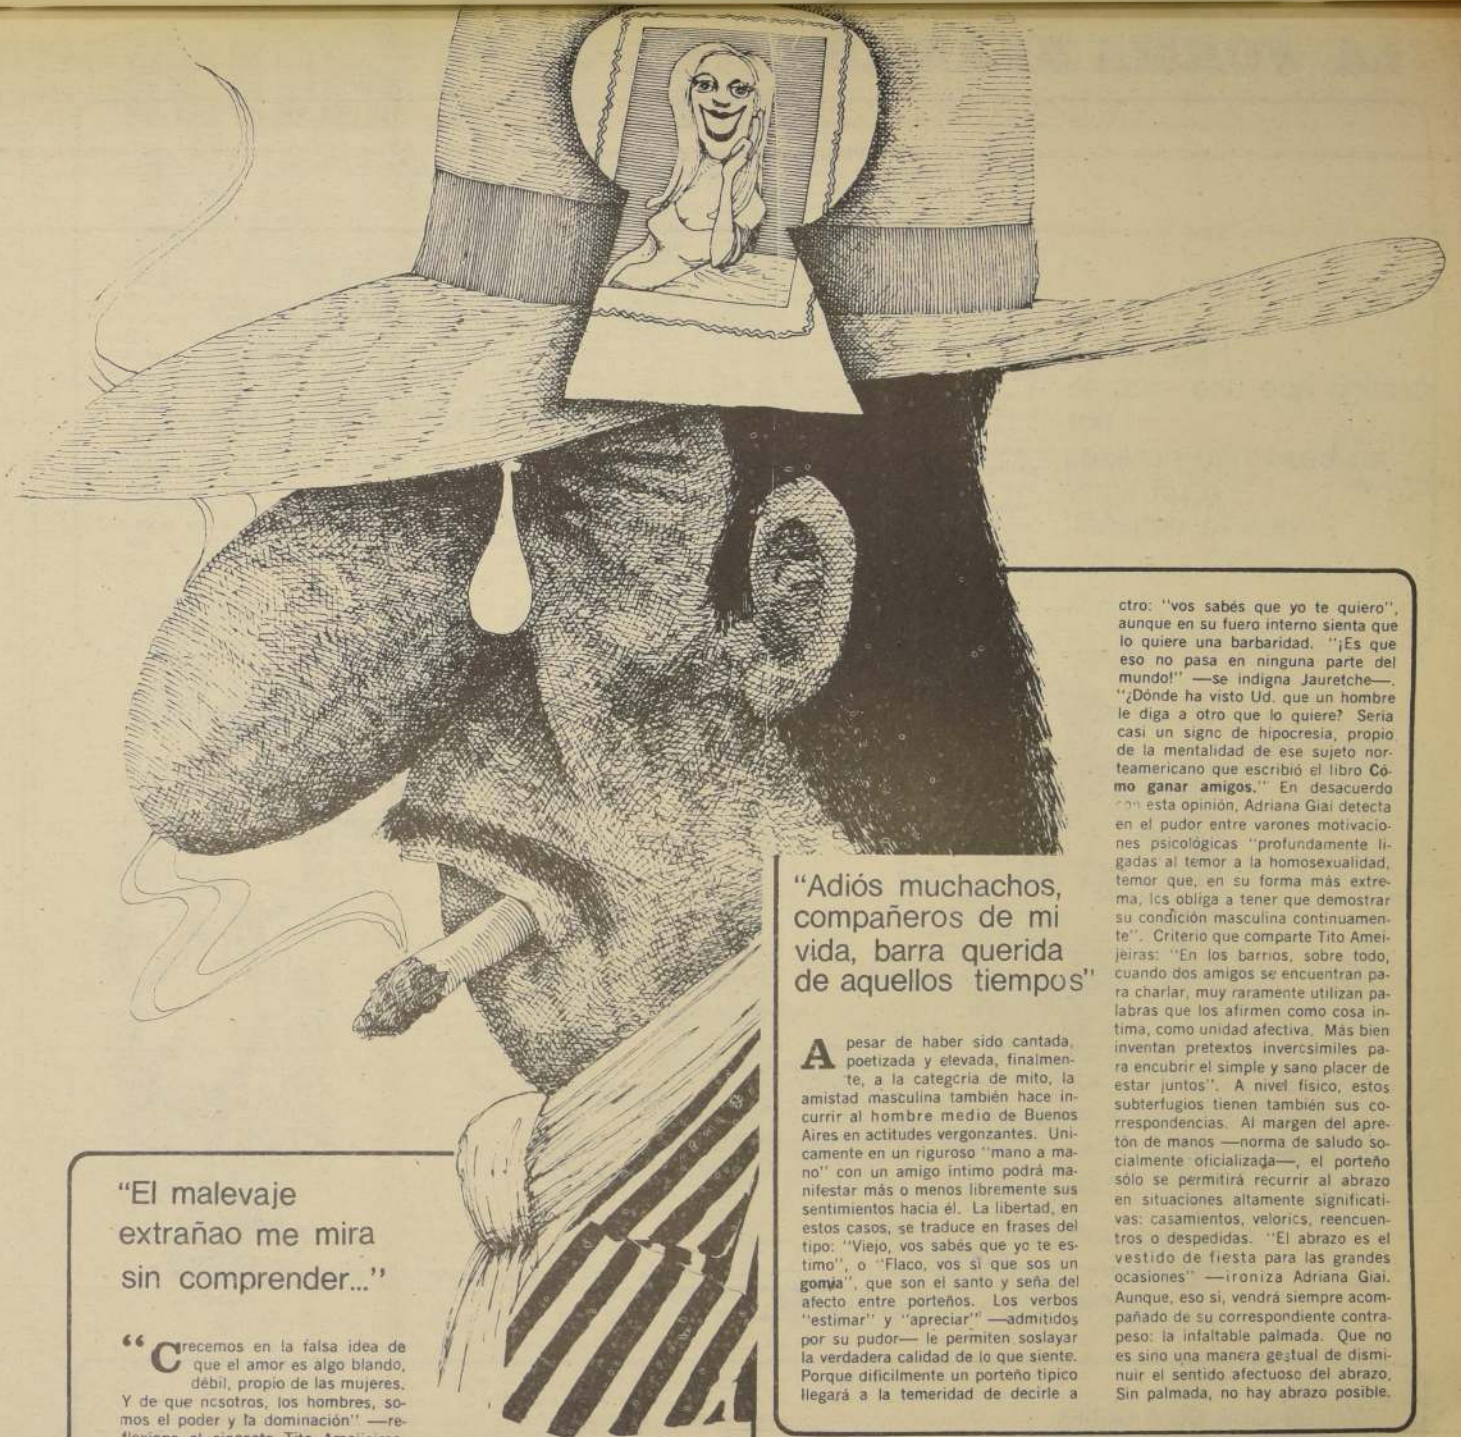 "El malevaje
extrañao me mira
sin comprender..."
"Crecemos en la falsa idea de
que el amor es algo blando,
débil, propio de las mujeres.
Y de que nosotros, los hombres, so-
mos el poder y la dominación" —re-
"Adiós muchachos,
compañeros de mi
vida, barra querida
de aquellos tiempos"
A pesar de haber sido cantada,
poetizada y elevada, finalmen-
te, a la categoría de mito, la
amistad masculina también hace in-
currir al hombre medio de Buenos
Aires en actitudes vergonzantes. Uni-
camente en un riguroso "mano a ma-
no" con un amigo íntimo podrá ma-
nifestar más o menos libremente sus
sentimientos hacia él. La libertad, en
estos casos, se traduce en frases del
tipo: "Viejo, vos sabés que yo te es-
timo", o "Flaco, vos sí que sos un
gomía", que son el santo y seña del
afecto entre porteños. Los verbos
"estimar" y "apreciar" —admitidos
por su pudor— le permiten soslayar
la verdadera calidad de lo que siente.
Porque difícilmente un porteño típico
llegará a la temeridad de decirle a
ctro: "vos sabés que yo te quiero",
aunque en su fuero interno sienta que
lo quiere una barbaridad. "¡Es que
eso no pasa en ninguna parte del
mundo!" —se indigna Jauretche—.
"¿Dónde ha visto Ud. que un hombre
le diga a otro que lo quiere? Sería
casi un signo de hipocresía, propio
de la mentalidad de ese sujeto nor-
teamericano que escribió el libro Có-
mo ganar amigos." En desacuerdo
con esta opinión, Adriana Giai detecta
en el pudor entre varones motivacio-
nes psicológicas "profundamente li-
gadas al temor a la homosexualidad,
temor que, en su forma más extre-
ma, los obliga a tener que demostrar
su condición masculina continuamen-
te". Criterio que comparte Tito Amei-
jeiras: "En los barrios, sobre todo,
cuando dos amigos se encuentran pa-
ra charlar, muy raramente utilizan pa-
labras que los afirmen como cosa ín-
tima, como unidad afectiva. Más bien
inventan pretextos inverosímiles pa-
ra encubrir el simple y sano placer de
estar juntos". A nivel físico, estos
subterfugios tienen también sus co-
rrespondencias. Al margen del apre-
tón de manos —norma de saludo so-
cialmente oficializada—, el porteño
sólo se permitirá recurrir al abrazo
en situaciones altamente significati-
vas: casamientos, velorios, reencuen-
tros o despedidas. "El abrazo es el
vestido de fiesta para las grandes
ocasiones" —ironiza Adriana Giai.
Aunque, eso sí, vendrá siempre acom-
pañado de su correspondiente contra-
peso: la infaltable palmada. Que no
es sino una manera gestual de dismi-
nuir el sentido afectuoso del abrazo.
Sin palmada, no hay abrazo posible.